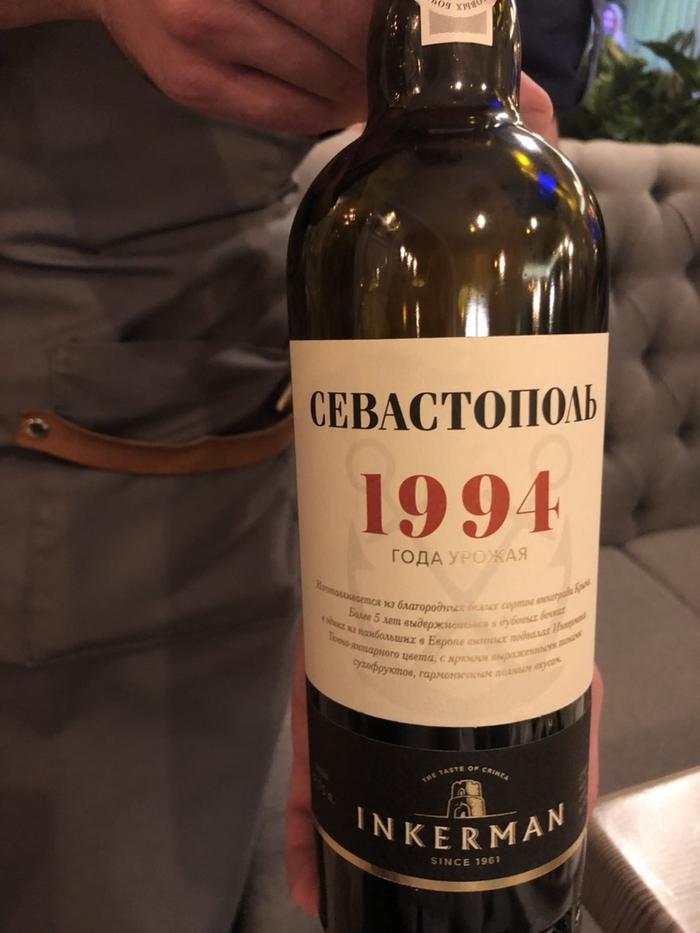 СЕВАСТОПОЛЬ
1994
ГОДА УРОЖАЯ
Изготавливается из благородных белых сортов винограда Крыма.
Более 5 лет выдерживалось в дубовых бочках
в одних из наибольших в Европе винных подвалах Инкермана
Темно-янтарного цвета, с яркими выраженными тонами
сухофруктов, гармоничным полным вкусом.
THE TASTE OF CRIMEA
INKERMAN
SINCE 1961